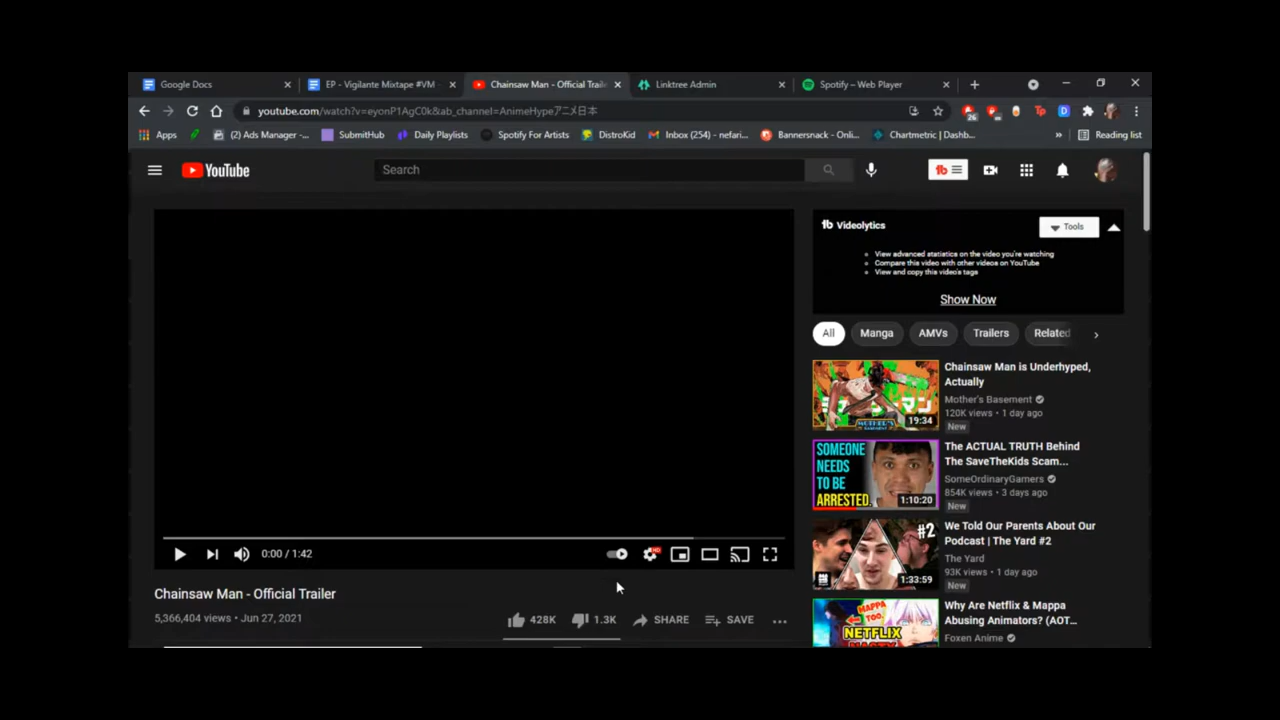 Google Docs
EP - Vigilante Mixtape #VM
Chainsaw Man - Official Traile
Linktree Admin
Spotify – Web Player
youtube.com/watch?v=eyonP1AgC0k&ab_channel=AnimeHypeアニメ日本
26
Tp
Apps
(2) Ads Manager -...
SubmitHub
Daily Playlists
Spotify For Artists
DistroKid
Inbox (254) - nefari...
Bannersnack - Onli...
Chartmetric | Dashb...
»
Reading list
YouTube
Search
tb
tb Videolytics
Tools
View advanced statistics on the video you're watching
Compare this video with other videos on YouTube
View and copy this video's tags
Show Now
All
Manga
AMVs
Trailers
Related
Chainsaw Man is Underhyped,
Actually
Mother's Basement
120K views • 1 day ago
New
19:34
SOMEONE
NEEDS
TO BE
ARRESTED.
1:10:20
The ACTUAL TRUTH Behind
The SaveTheKids Scam...
SomeOrdinaryGamers
854K views • 3 days ago
New
#2
1:33:59
We Told Our Parents About Our
Podcast | The Yard #2
The Yard
93K views • 1 day ago
New
MAPPA
TOO.
NETFLIX
Why Are Netflix & Mappa
Abusing Animators? (AOT...
Foxen Anime
0:00 / 1:42
HD
Chainsaw Man - Official Trailer
5,366,404 views • Jun 27, 2021
428K
1.3K
SHARE
SAVE